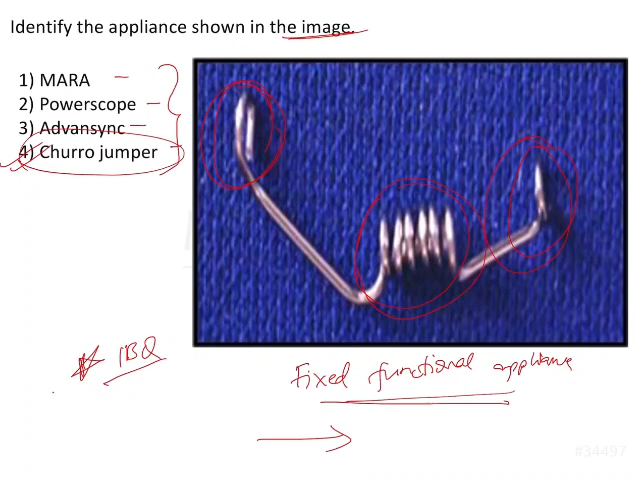 Identify the appliance shown in the image.
1) MARA
2) Powerscope
3) Advansync
4) Churro jumper
IBQ
Fixed functional appliance
#34497